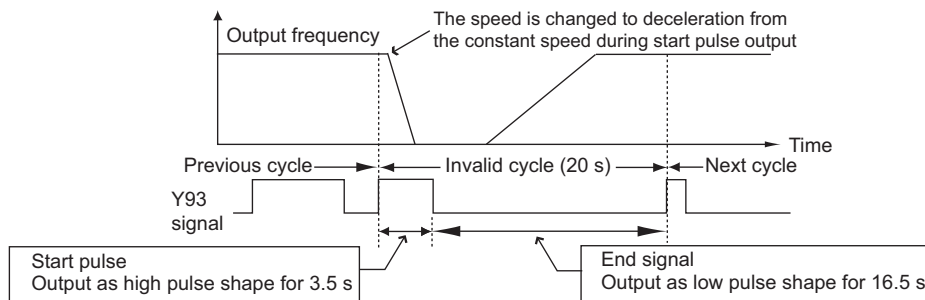 Output frequency
The speed is changed to deceleration from
the constant speed during start pulse output
Time
Previous cycle
Invalid cycle (20 s)
Next cycle
Y93
signal
Start pulse
Output as high pulse shape for 3.5 s
End signal
Output as low pulse shape for 16.5 s